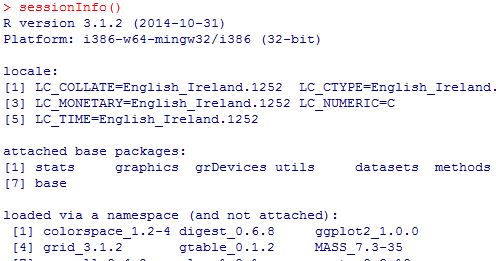 > sessionInfo()
R version 3.1.2 (2014-10-31)
Platform: i386-w64-mingw32/i386 (32-bit)
locale:
[1] LC_COLLATE=English_Ireland.1252  LC_CTYPE=English_Ireland.
[3] LC_MONETARY=English_Ireland.1252 LC_NUMERIC=C
[5] LC_TIME=English_Ireland.1252
attached base packages:
[1] stats     graphics  grDevices utils     datasets  methods
[7] base
loaded via a namespace (and not attached):
[1] colorspace_1.2-4 digest_0.6.8     ggplot2_1.0.0
[4] grid_3.1.2       gtable_0.1.2     MASS_7.3-35